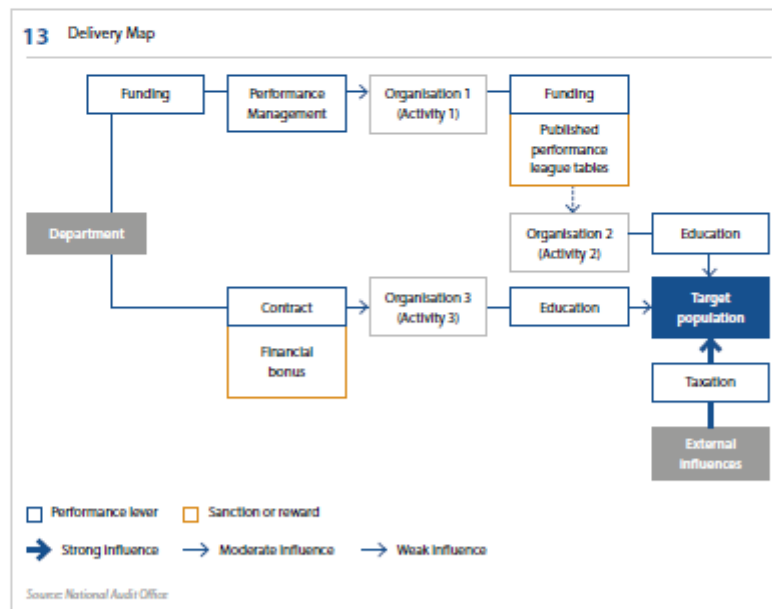 13 Delivery Map
Funding
Performance
Management
Organisation 1
(Activity 1)
Funding
Published
performance
league tables
Department
Organisation 2
(Activity 2)
Education
Contract
Organisation 3
(Activity 3)
Education
Target
population
Financial
bonus
Taxation
External
influences
Performance lever
Sanction or reward
Strong influence
Moderate influence
Weak influence
Source: National Audit Office